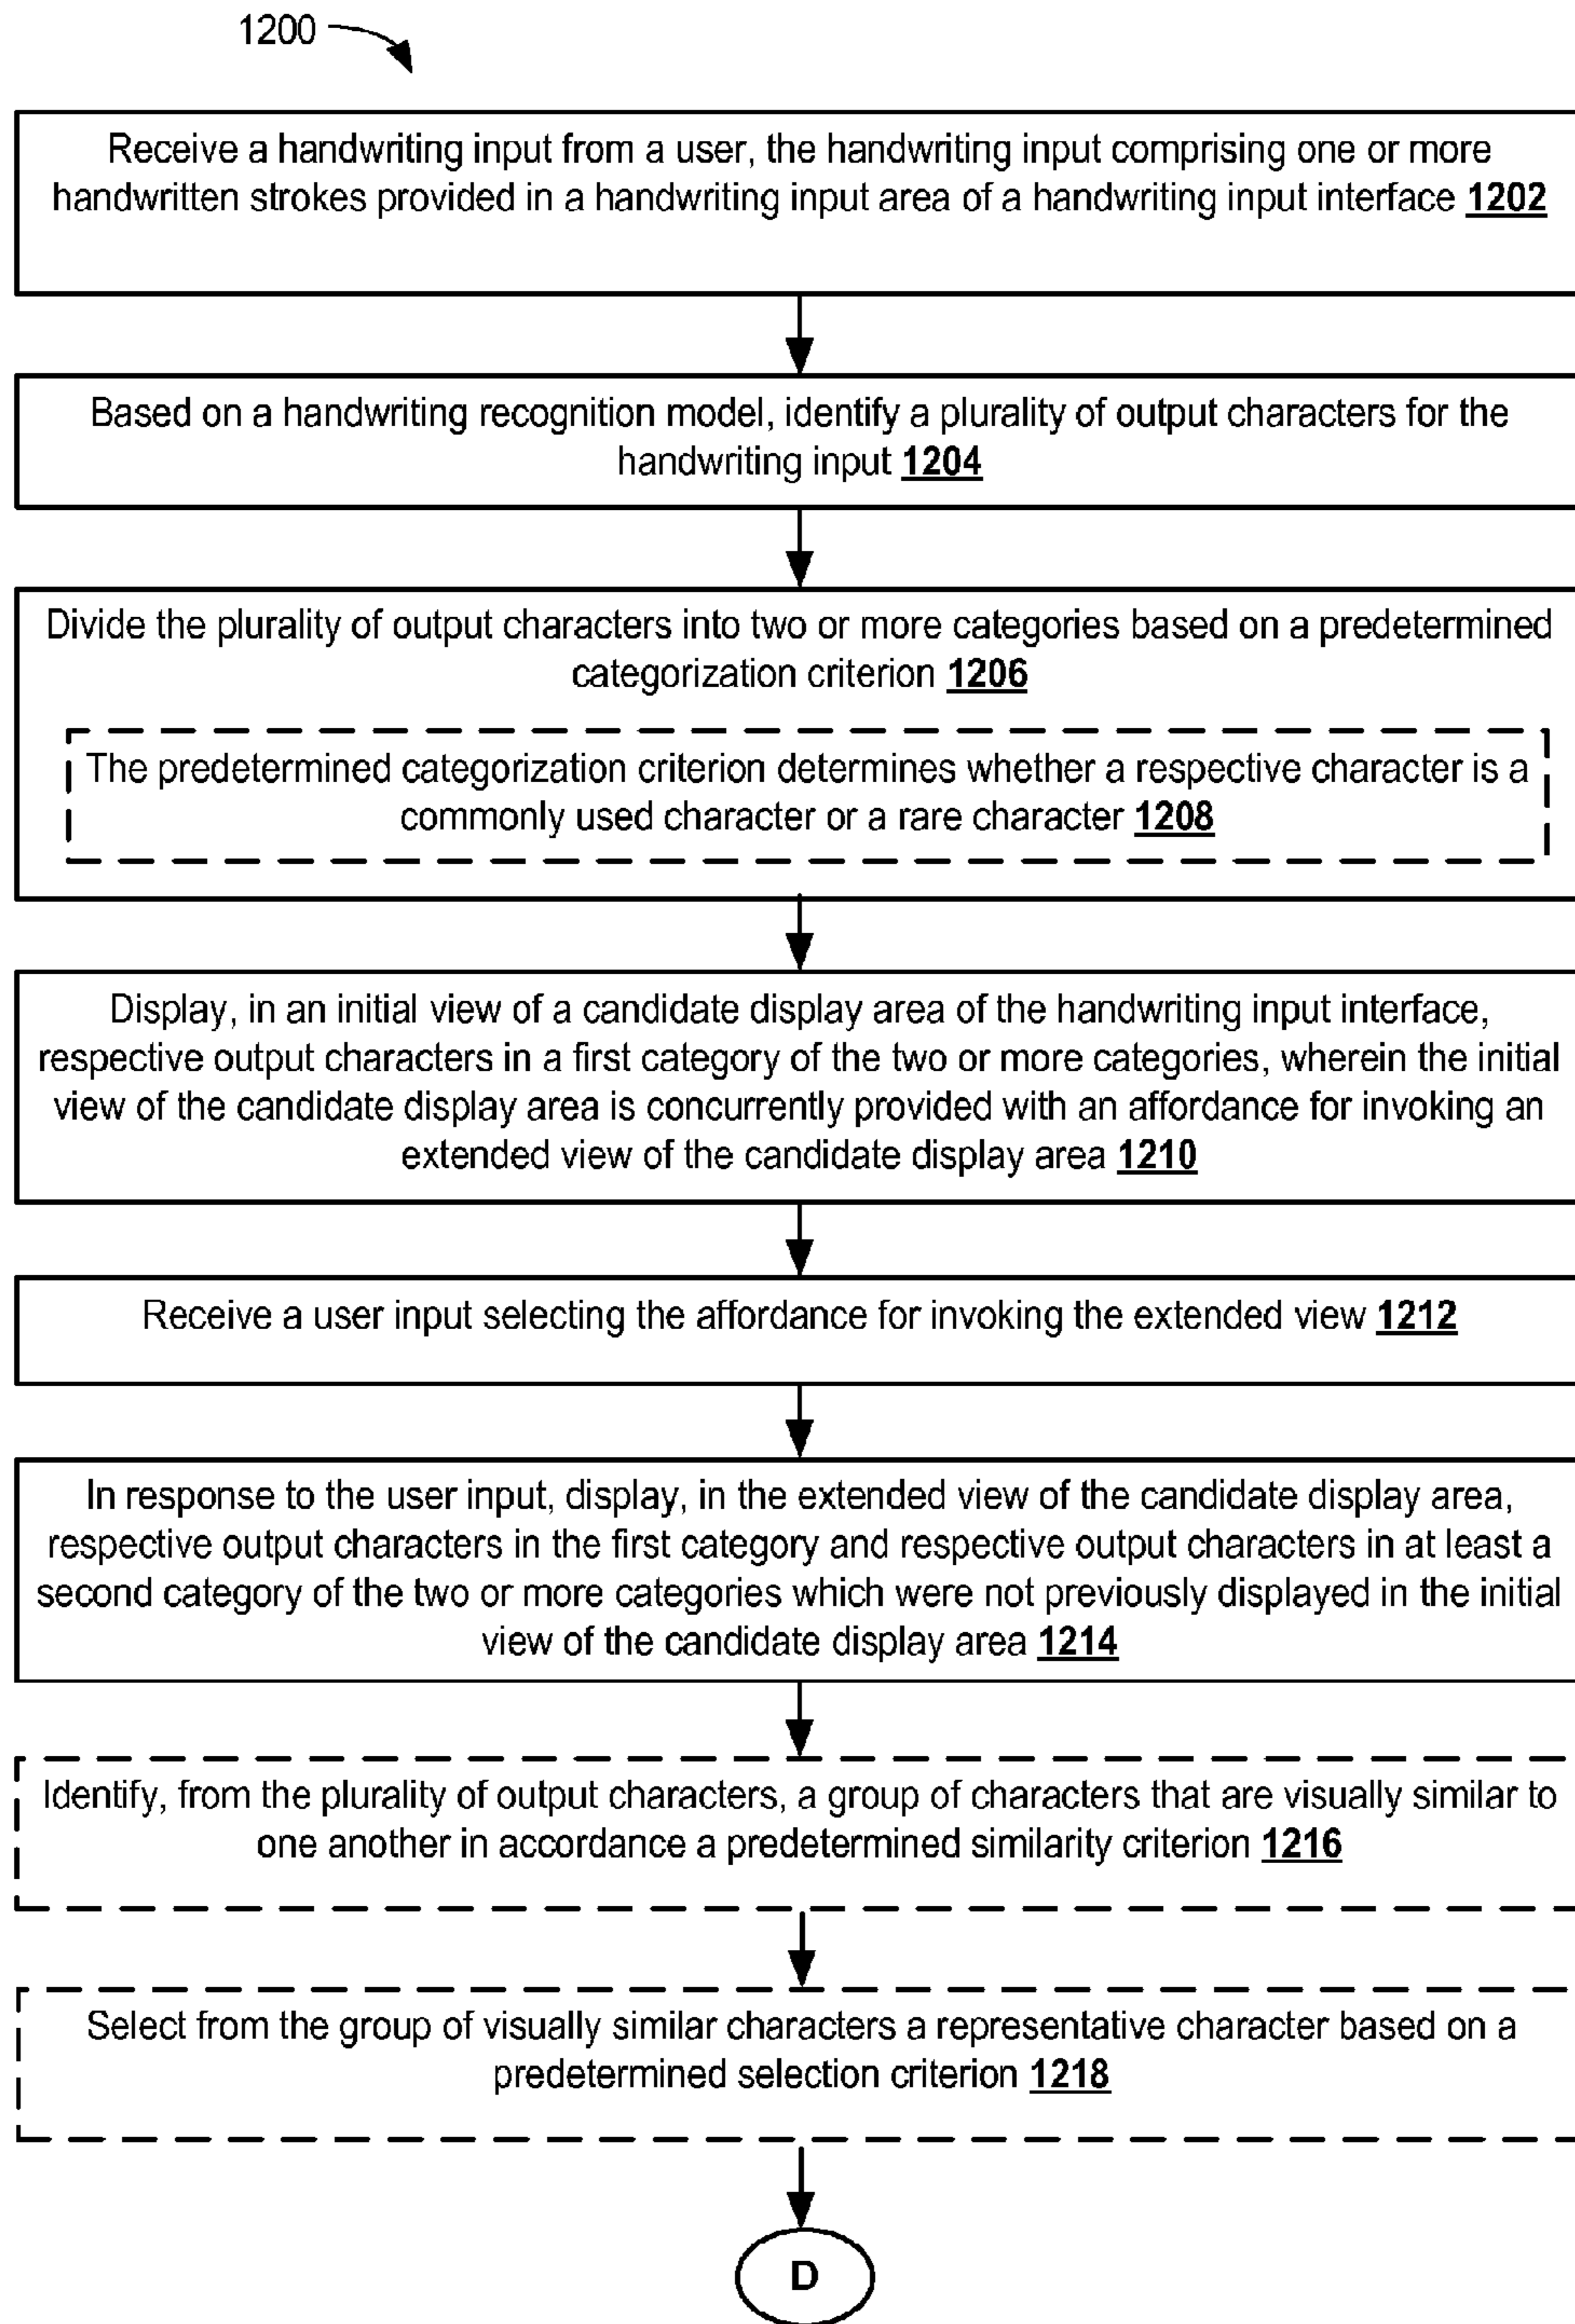 1200
Receive a handwriting input from a user, the handwriting input comprising one or more
handwritten strokes provided in a handwriting input area of a handwriting input interface 1202
Based on a handwriting recognition model, identify a plurality of output characters for the
handwriting input 1204
Divide the plurality of output characters into two or more categories based on a predetermined
categorization criterion 1206
The predetermined categorization criterion determines whether a respective character is a
commonly used character or a rare character 1208
Display, in an initial view of a candidate display area of the handwriting input interface,
respective output characters in a first category of the two or more categories, wherein the initial
view of the candidate display area is concurrently provided with an affordance for invoking an
extended view of the candidate display area 1210
Receive a user input selecting the affordance for invoking the extended view 1212
In response to the user input, display, in the extended view of the candidate display area,
respective output characters in the first category and respective output characters in at least a
second category of the two or more categories which were not previously displayed in the initial
view of the candidate display area 1214
Identify, from the plurality of output characters, a group of characters that are visually similar to
one another in accordance a predetermined similarity criterion 1216
Select from the group of visually similar characters a representative character based on a
predetermined selection criterion 1218
D